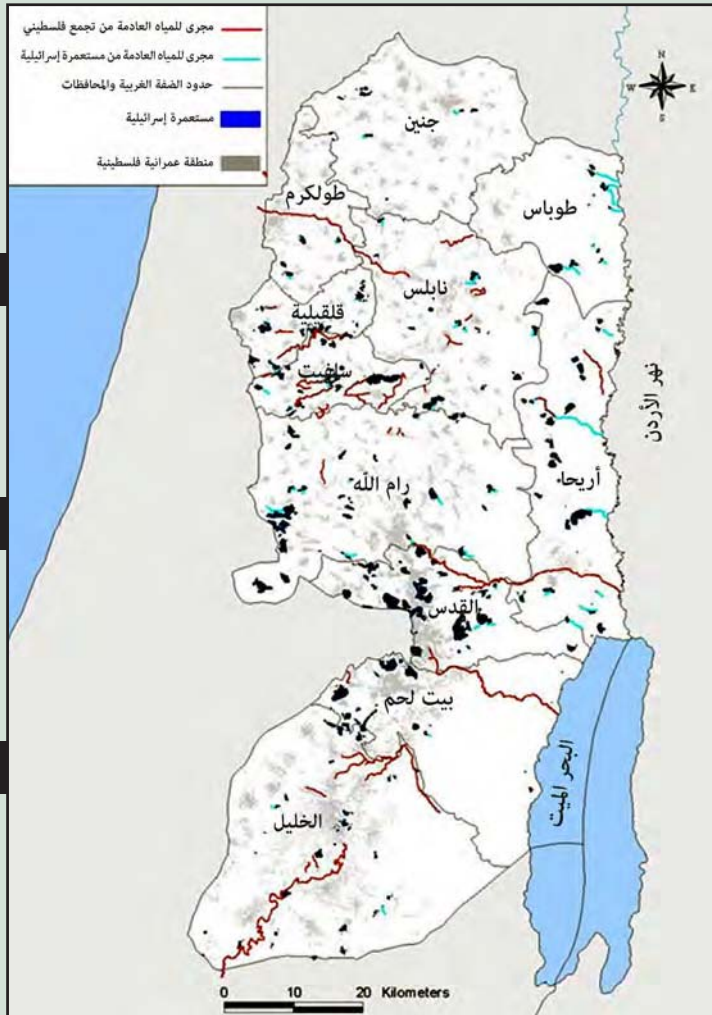 مجرى للمياه العادمة من تجمع فلسطيني
مجرى للمياه العادمة من مستعمرة إسرائيلية
حدود الضفة الغربية والمحافظات
مستعمرة إسرائيلية
منطقة عمرانية فلسطينية
N
W E
S
جنين
طولكرم
طوباس
نابلس
قلقيلية
سلفيت
نهر الأردن
رام الله
أريحا
القدس
بيت لحم
البحر الميت
الخليل
0 10 20 Kilometers